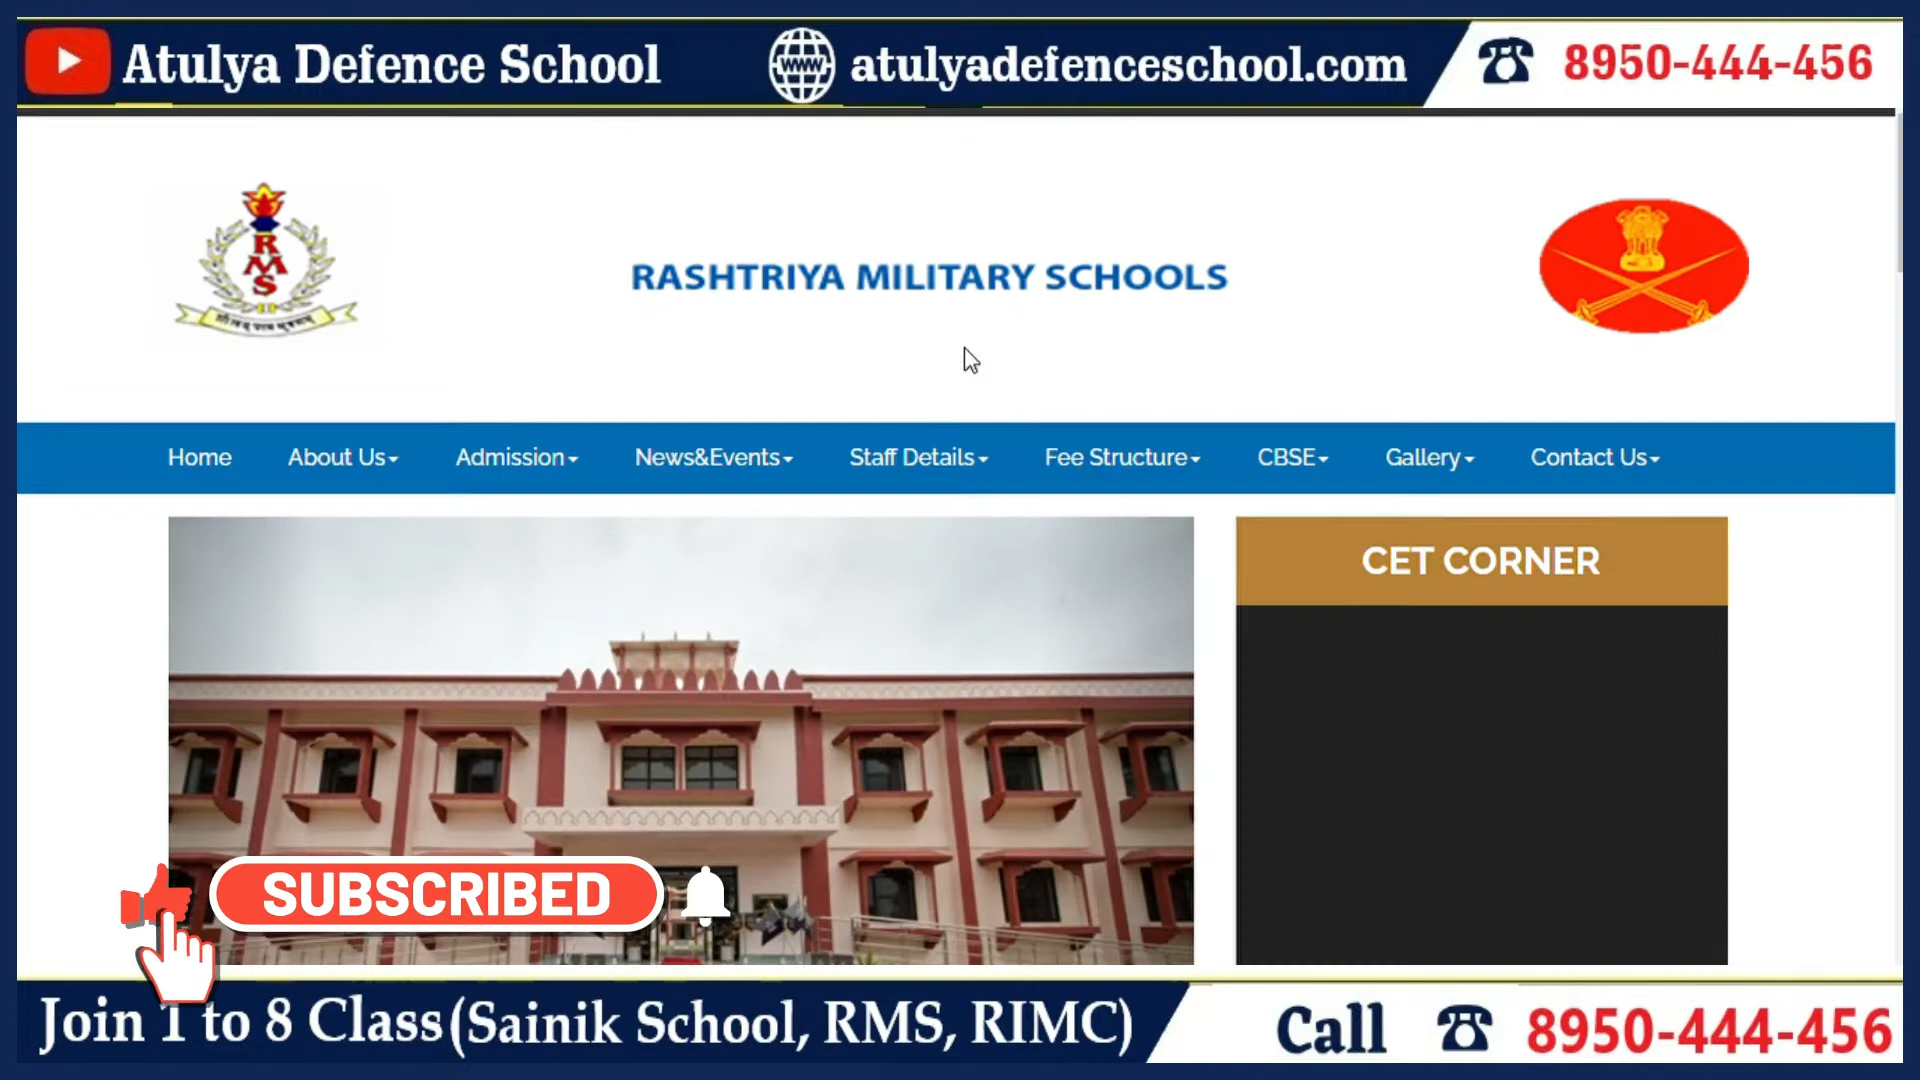 Atulya Defence School
www
atulyadefenceschool.com
8950-444-456
RMS
RASHTRIYA MILITARY SCHOOLS
Home About Us Admission News&Events Staff Details Fee Structure CBSE Gallery Contact Us
CET CORNER
SUBSCRIBED
Join 1 to 8 Class (Sainik School, RMS, RIMC)
Call 8950-444-456